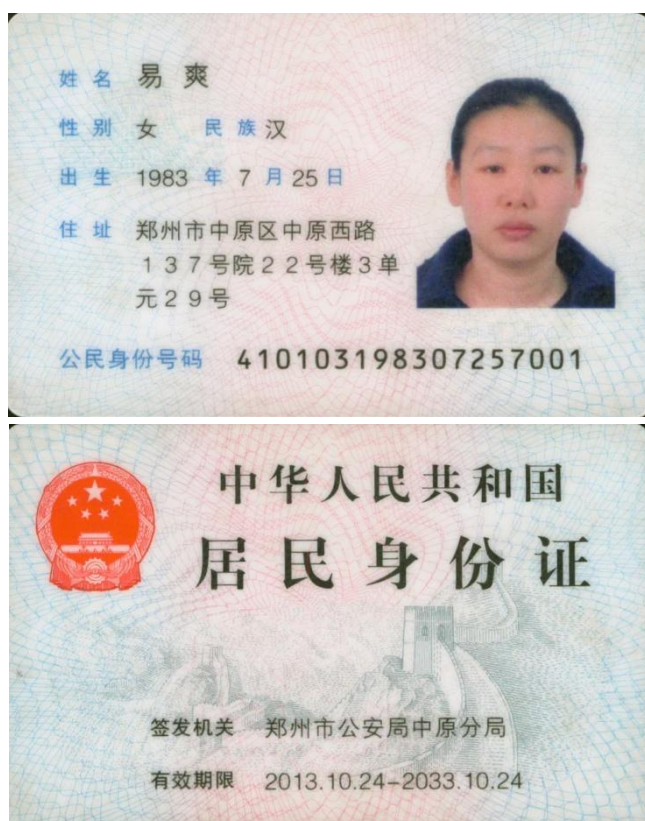 姓名 易爽
性别 女 民族 汉
出生 1983 年 7 月 25 日
住址 郑州市中原区中原西路
137号院22号楼3单
元29号
公民身份号码 410103198307257001
中华人民共和国
居民身份证
签发机关 郑州市公安局中原分局
有效期限 2013.10.24-2033.10.24